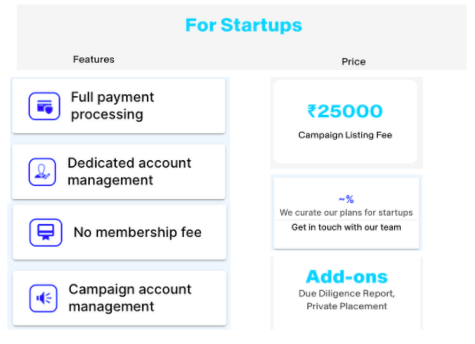 For Startups
Features
Price
Full payment
processing
Dedicated account
management
No membership fee
Campaign account
management
₹25000
Campaign Listing Fee
~%
We curate our plans for startups
Get in touch with our team
Add-ons
Due Diligence Report,
Private Placement